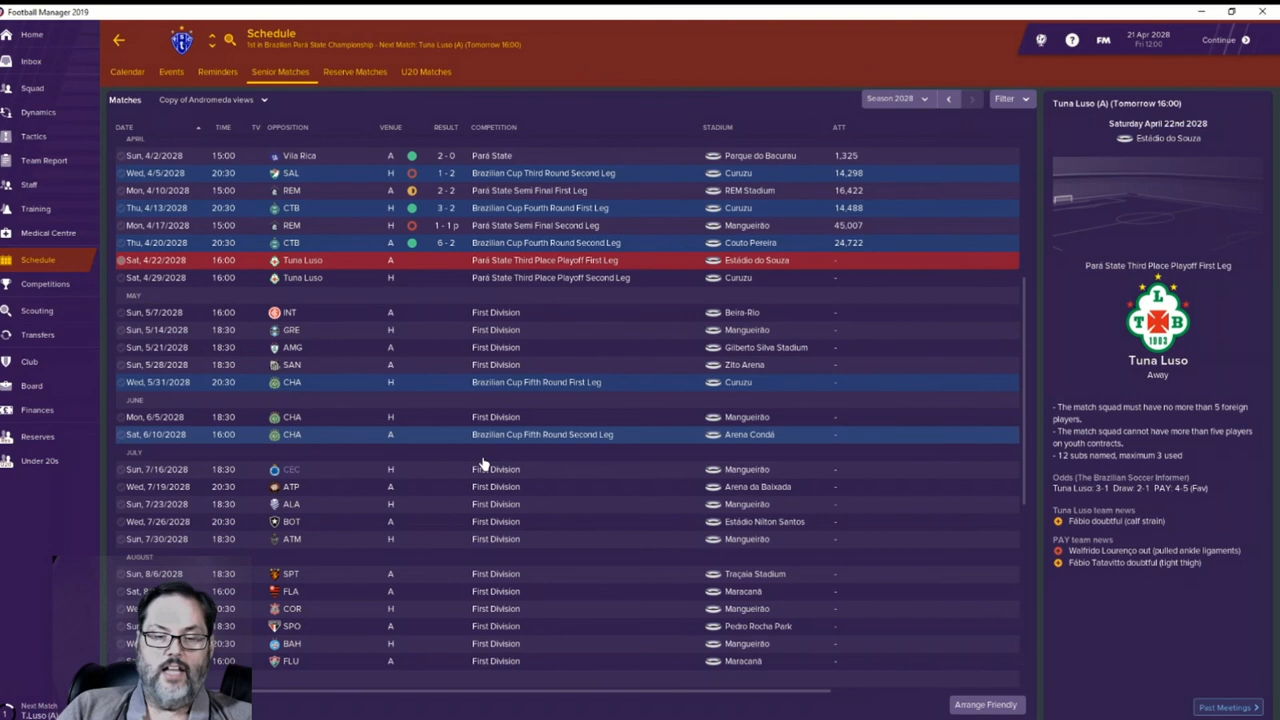 Football Manager 2019
Home
Inbox
Squad
Dynamics
Tactics
Team Report
Staff
Training
Medical Centre
Schedule
Competitions
Scouting
Transfers
Club
Board
Finances
Reserves
Under 20s
Next Match
T.Luso (A)
Schedule
1st in Brazilian Pará State Championship - Next Match: Tuna Luso (A) (Tomorrow 16:00)
FM
21 Apr 2028
Fri 12:00
Continue
Calendar Events Reminders Senior Matches Reserve Matches U20 Matches
Matches Copy of Andromeda views Season 2028 Filter
DATE TIME TV OPPOSITION VENUE RESULT COMPETITION STADIUM ATT
APRIL
Sun, 4/2/2028 15:00 Vila Rica A 2 - 0 Pará State Parque do Bacurau 1,325
Wed, 4/5/2028 20:30 SAL H 1 - 2 Brazilian Cup Third Round Second Leg Curuzu 14,298
Mon, 4/10/2028 15:00 REM A 2 - 2 Pará State Semi Final First Leg REM Stadium 16,422
Thu, 4/13/2028 20:30 CTB H 3 - 2 Brazilian Cup Fourth Round First Leg Curuzu 14,488
Mon, 4/17/2028 15:00 REM H 1 - 1 p Pará State Semi Final Second Leg Mangueirão 45,007
Thu, 4/20/2028 20:30 CTB A 6 - 2 Brazilian Cup Fourth Round Second Leg Couto Pereira 24,722
Sat, 4/22/2028 16:00 Tuna Luso A Pará State Third Place Playoff First Leg Estádio do Souza -
Sat, 4/29/2028 16:00 Tuna Luso H Pará State Third Place Playoff Second Leg Curuzu -
MAY
Sun, 5/7/2028 16:00 INT A First Division Beira-Rio -
Sun, 5/14/2028 18:30 GRE H First Division Mangueirão -
Sun, 5/21/2028 18:30 AMG A First Division Gilberto Silva Stadium -
Sun, 5/28/2028 18:30 SAN A First Division Zito Arena -
Wed, 5/31/2028 20:30 CHA H Brazilian Cup Fifth Round First Leg Curuzu -
JUNE
Mon, 6/5/2028 18:30 CHA H First Division Mangueirão -
Sat, 6/10/2028 16:00 CHA A Brazilian Cup Fifth Round Second Leg Arena Condá -
JULY
Sun, 7/16/2028 18:30 CEC H First Division Mangueirão -
Wed, 7/19/2028 20:30 ATP A First Division Arena da Baixada -
Sun, 7/23/2028 18:30 ALA H First Division Mangueirão -
Wed, 7/26/2028 20:30 BOT A First Division Estádio Nilton Santos -
Sun, 7/30/2028 18:30 ATM H First Division Mangueirão -
AUGUST
Sun, 8/6/2028 18:30 SPT A First Division Traçaia Stadium -
Sat, 16:00 FLA A First Division Maracanã -
COR H First Division Mangueirão -
SPO A First Division Pedro Rocha Park -
BAH H First Division Mangueirão -
16:00 FLU A First Division Maracanã -
Arrange Friendly
Tuna Luso (A) (Tomorrow 16:00)
Saturday April 22nd 2028
Estádio do Souza
Pará State Third Place Playoff First Leg
L
T B
1903
Tuna Luso
Away
- The match squad must have no more than 5 foreign
players.
- The match squad cannot have more than five players
on youth contracts.
- 12 subs named, maximum 3 used
Odds (The Brazilian Soccer Informer)
Tuna Luso: 3-1 Draw: 2-1 PAY: 4-5 (Fav)
Tuna Luso team news
Fábio doubtful (calf strain)
PAY team news
Walfrido Lourenço out (pulled ankle ligaments)
Fábio Tatavitto doubtful (tight thigh)
Past Meetings